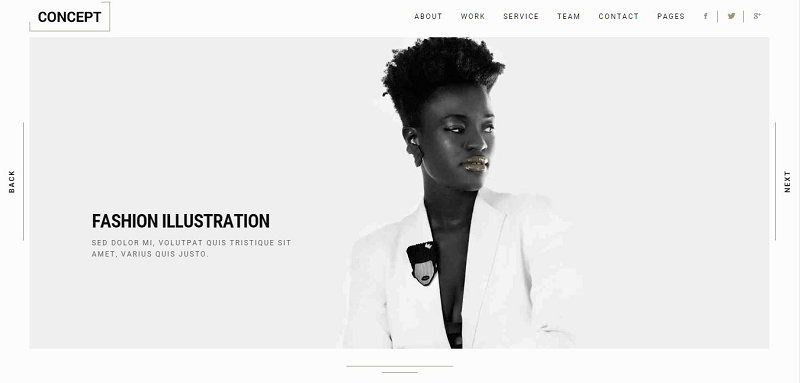 CONCEPT
ABOUT WORK SERVICE TEAM CONTACT PAGES
BACK
NEXT
FASHION ILLUSTRATION
SED DOLOR MI, VOLUTPAT QUIS TRISTIQUE SIT
AMET, VARIUS QUIS JUSTO.